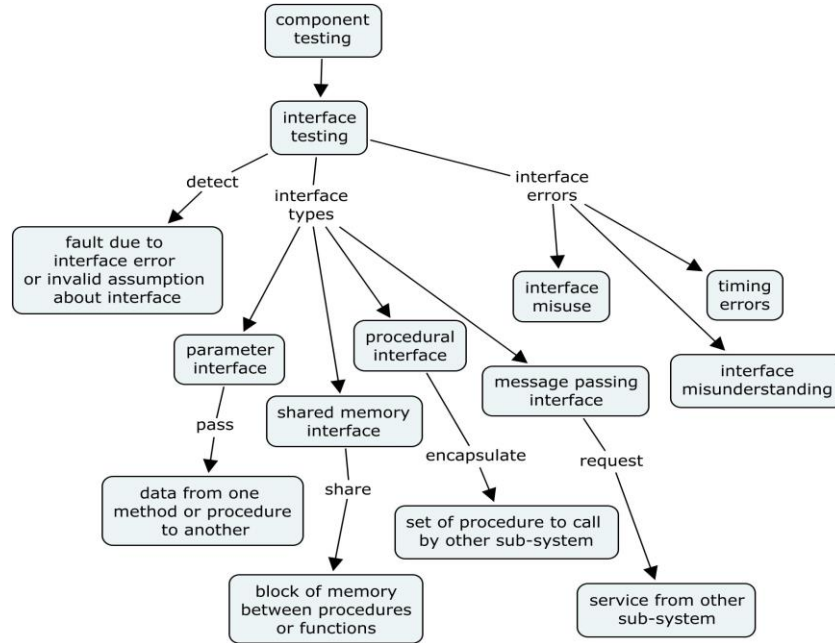 component
testing
interface
testing
detect
interface
types
interface
errors
fault due to
interface error
or invalid assumption
about interface
interface
misuse
timing
errors
parameter
interface
procedural
interface
message passing
interface
interface
misunderstanding
pass
shared memory
interface
encapsulate
request
share
data from one
method or procedure
to another
set of procedure to call
by other sub-system
block of memory
between procedures
or functions
service from other
sub-system